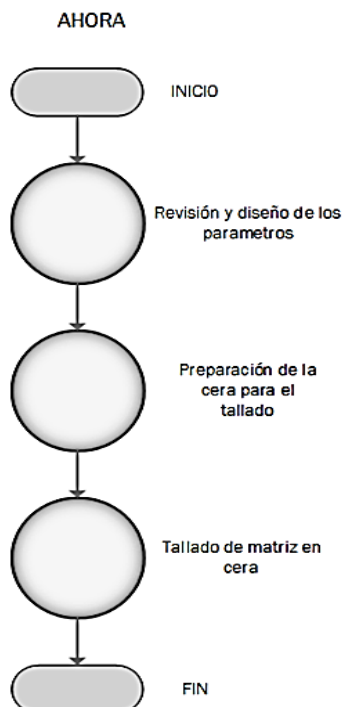 AHORA
INICIO
Revisión y diseño de los
parametros
Preparación de la
cera para el
tallado
Tallado de matriz en
cera
FIN